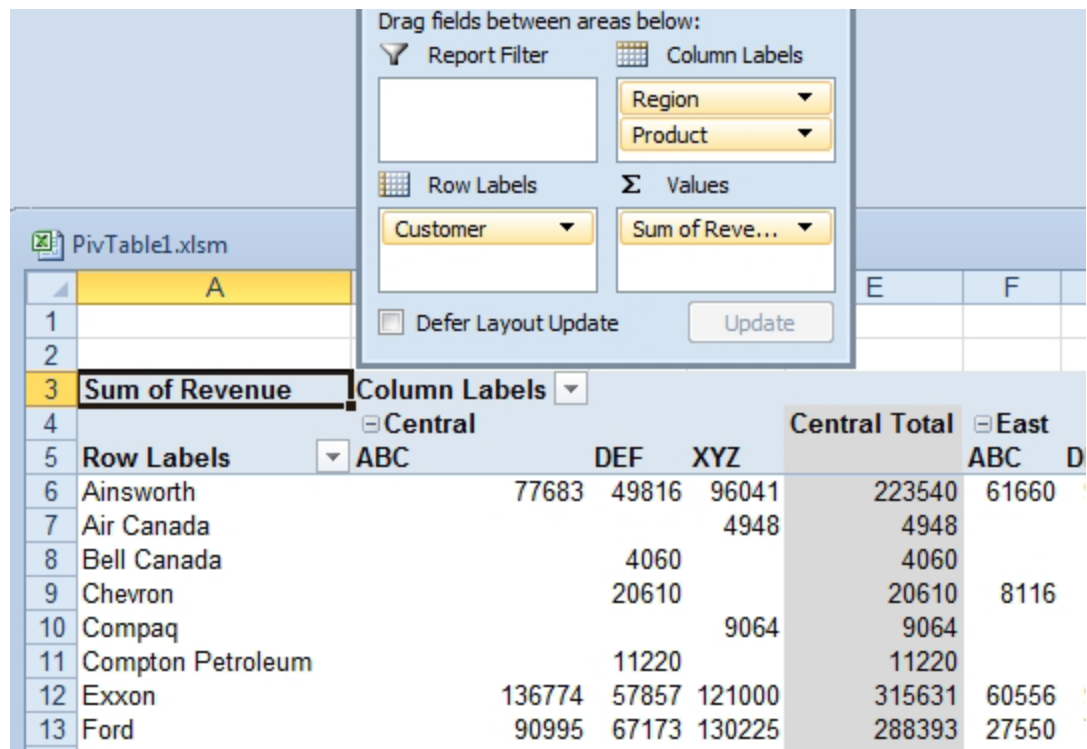 Drag fields between areas below:
Report Filter Column Labels
Region
Product
Row Labels Σ Values
Customer Sum of Reve...
PivTable1.xlsm
Defer Layout Update Update
A E F
1
2
3 Sum of Revenue Column Labels
4 Central Central Total East
5 Row Labels ABC DEF XYZ ABC
6 Ainsworth 77683 49816 96041 223540 61660
7 Air Canada 4948 4948
8 Bell Canada 4060 4060
9 Chevron 20610 20610 8116
10 Compaq 9064 9064
11 Compton Petroleum 11220 11220
12 Exxon 136774 57857 121000 315631 60556
13 Ford 90995 67173 130225 288393 27550